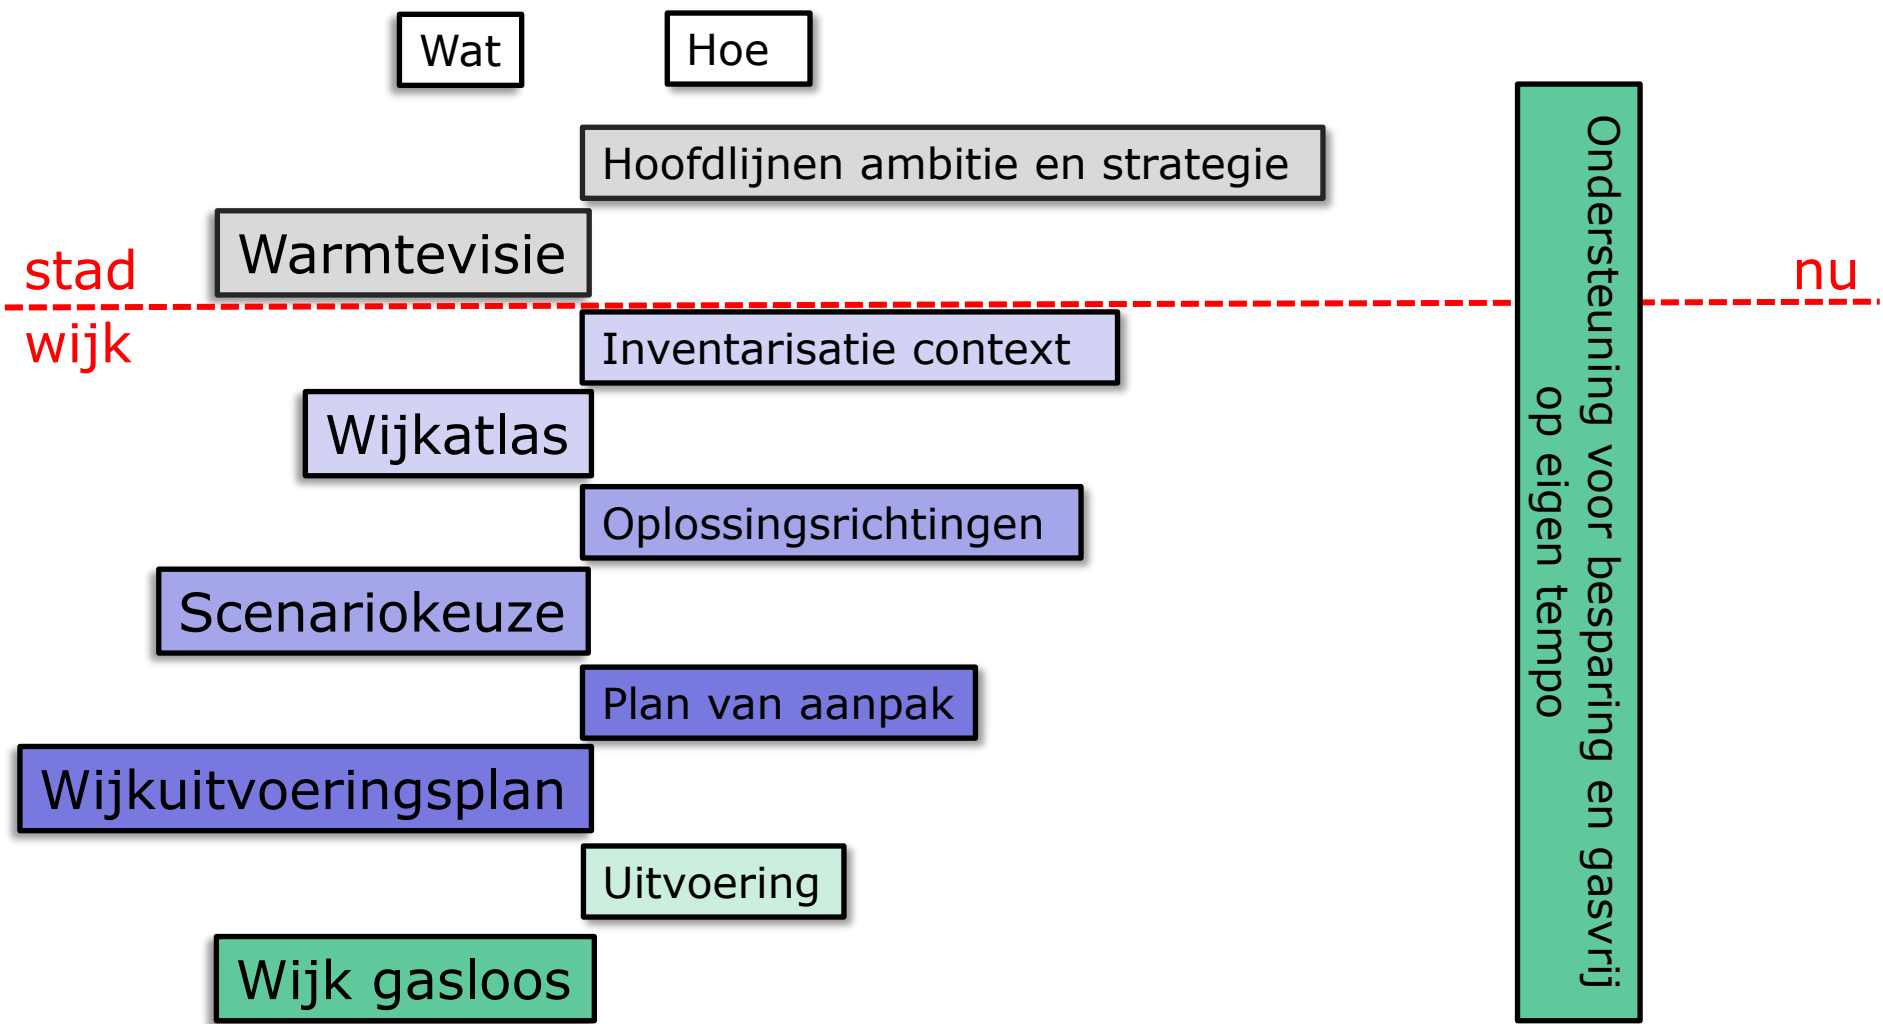 Wat
Hoe
Hoofdlijnen ambitie en strategie
Warmtevisie
stad
nu
wijk
Inventarisatie context
Wijkatlas
Oplossingsrichtingen
Scenariokeuze
Plan van aanpak
Wijkuitvoeringsplan
Uitvoering
Wijk gasloos
Ondersteuning voor besparing en gasvrij
op eigen tempo